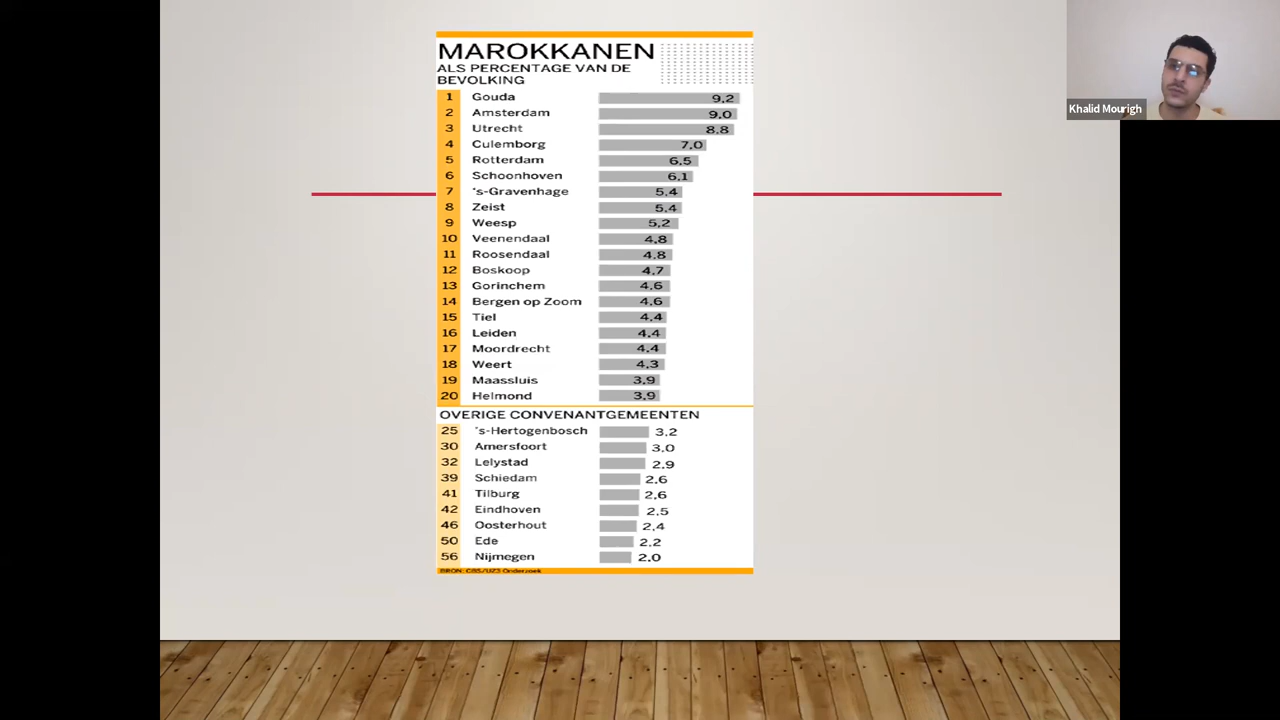 MAROKKANEN
ALS PERCENTAGE VAN DE
BEVOLKING
1 Gouda 9,2
2 Amsterdam 9,0
3 Utrecht 8,8
4 Culemborg 7,0
5 Rotterdam 6,5
6 Schoonhoven 6,1
7 's-Gravenhage 5,4
8 Zeist 5,4
9 Weesp 5,2
10 Veenendaal 4,8
11 Roosendaal 4,8
12 Boskoop 4,7
13 Gorinchem 4,6
14 Bergen op Zoom 4,6
15 Tiel 4,4
16 Leiden 4,4
17 Moordrecht 4,4
18 Weert 4,3
19 Maassluis 3,9
20 Helmond 3,9
OVERIGE CONVENANTGEMEENTEN
25 's-Hertogenbosch 3,2
30 Amersfoort 3,0
32 Lelystad 2,9
39 Schiedam 2,6
41 Tilburg 2,6
42 Eindhoven 2,5
46 Oosterhout 2,4
50 Ede 2,2
56 Nijmegen 2,0
BRON: Onderzoek
Khalid Mourigh